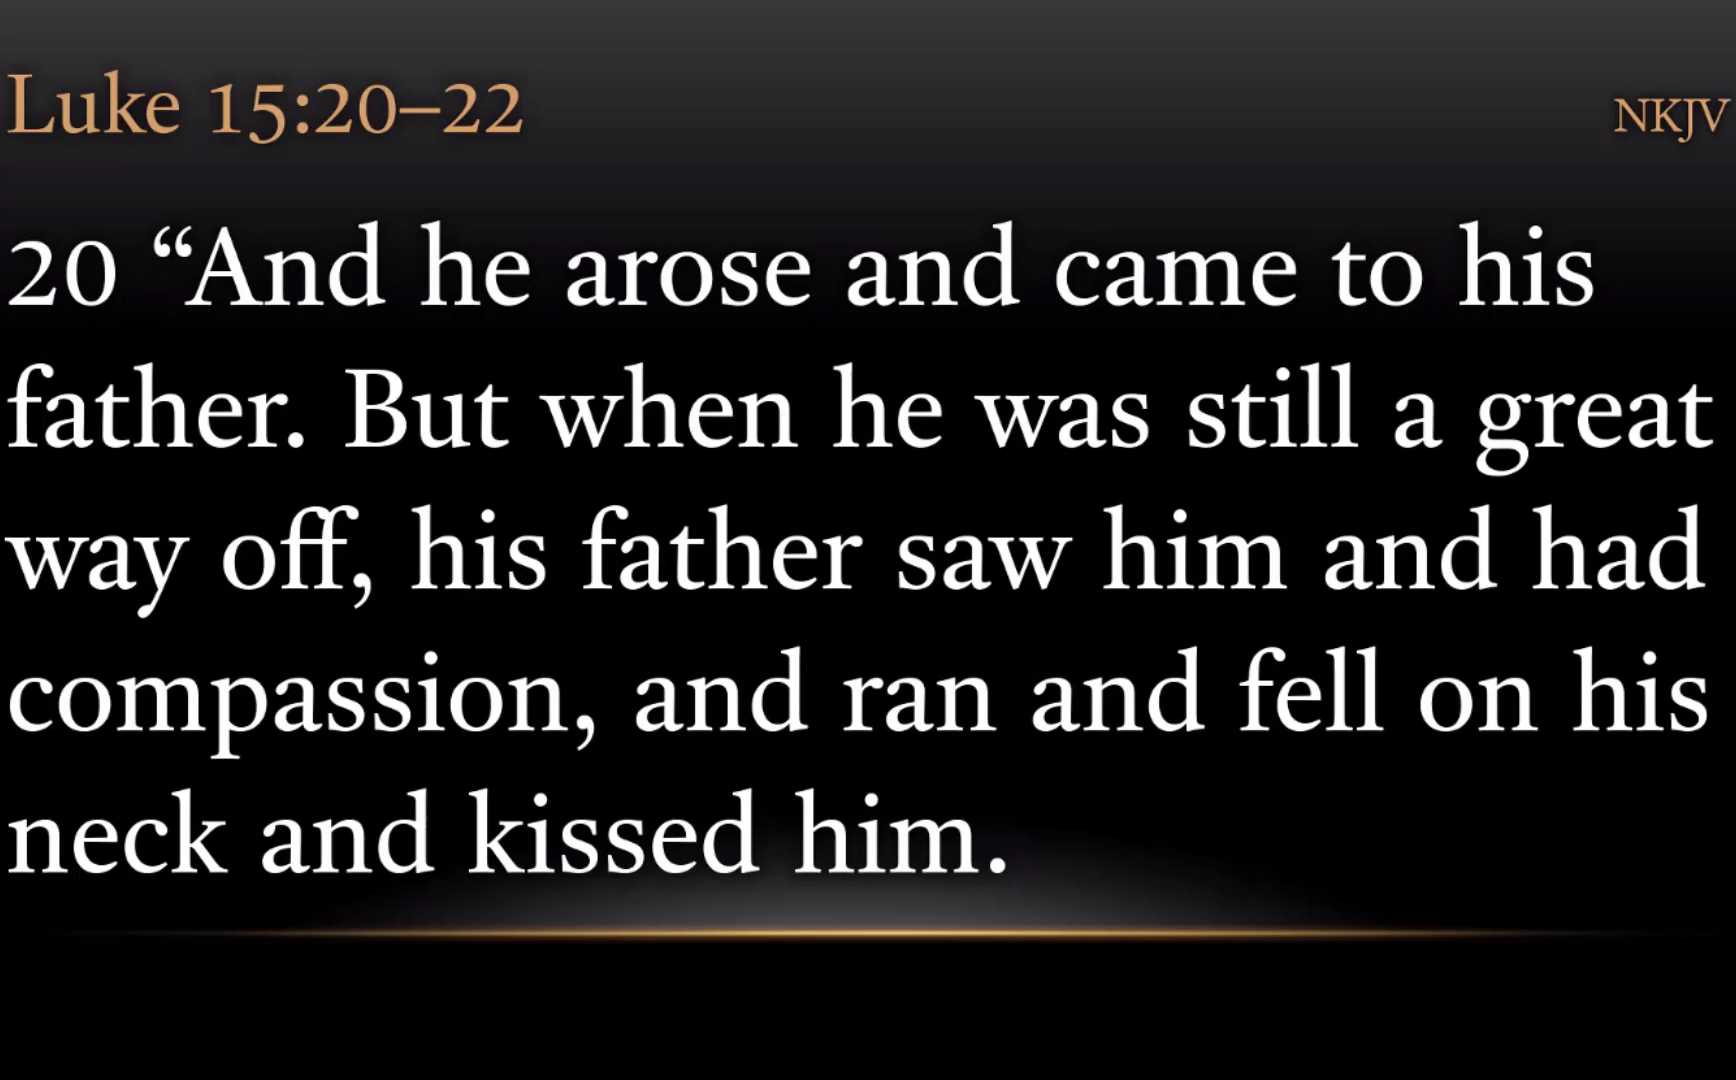 Luke 15:20–22 NKJV
20 “And he arose and came to his
father. But when he was still a great
way off, his father saw him and had
compassion, and ran and fell on his
neck and kissed him.